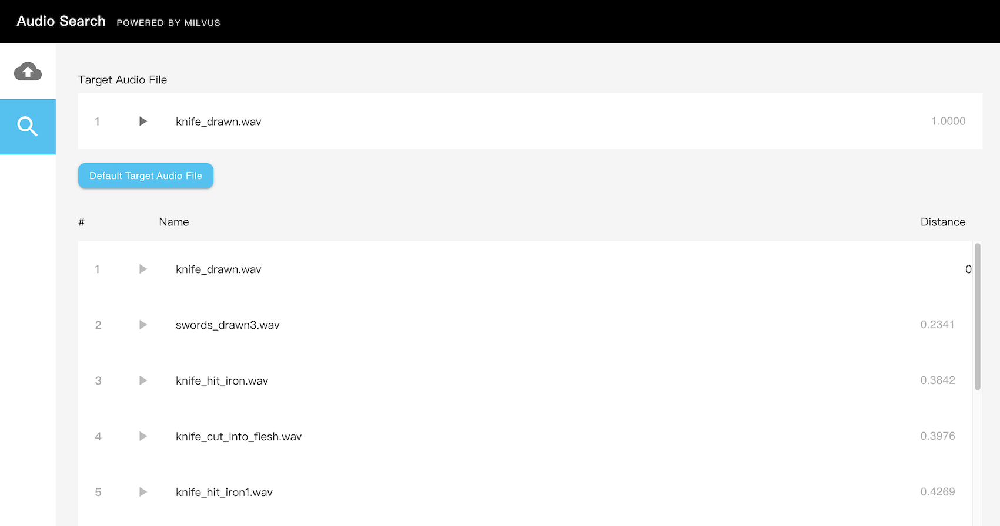 Audio Search POWERED BY MILVUS
Target Audio File
1 knife_drawn.wav 1.0000
Default Target Audio File
# Name Distance
1 knife_drawn.wav 0
2 swords_drawn3.wav 0.2341
3 knife_hit_iron.wav 0.3842
4 knife_cut_into_flesh.wav 0.3976
5 knife_hit_iron1.wav 0.4269